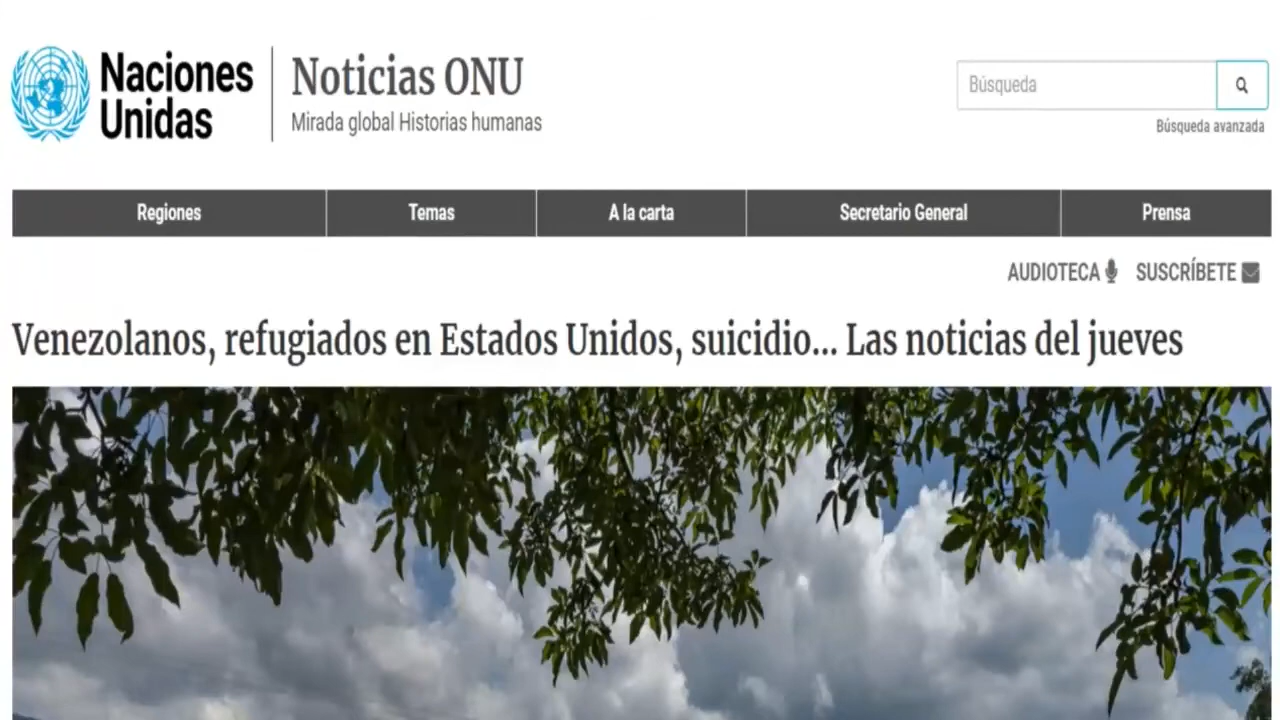 Naciones
Unidas
Noticias ONU
Mirada global Historias humanas
Búsqueda
Búsqueda avanzada
Regiones
Temas
A la carta
Secretario General
Prensa
AUDIOTECA
SUSCRÍBETE
Venezolanos, refugiados en Estados Unidos, suicidio... Las noticias del jueves